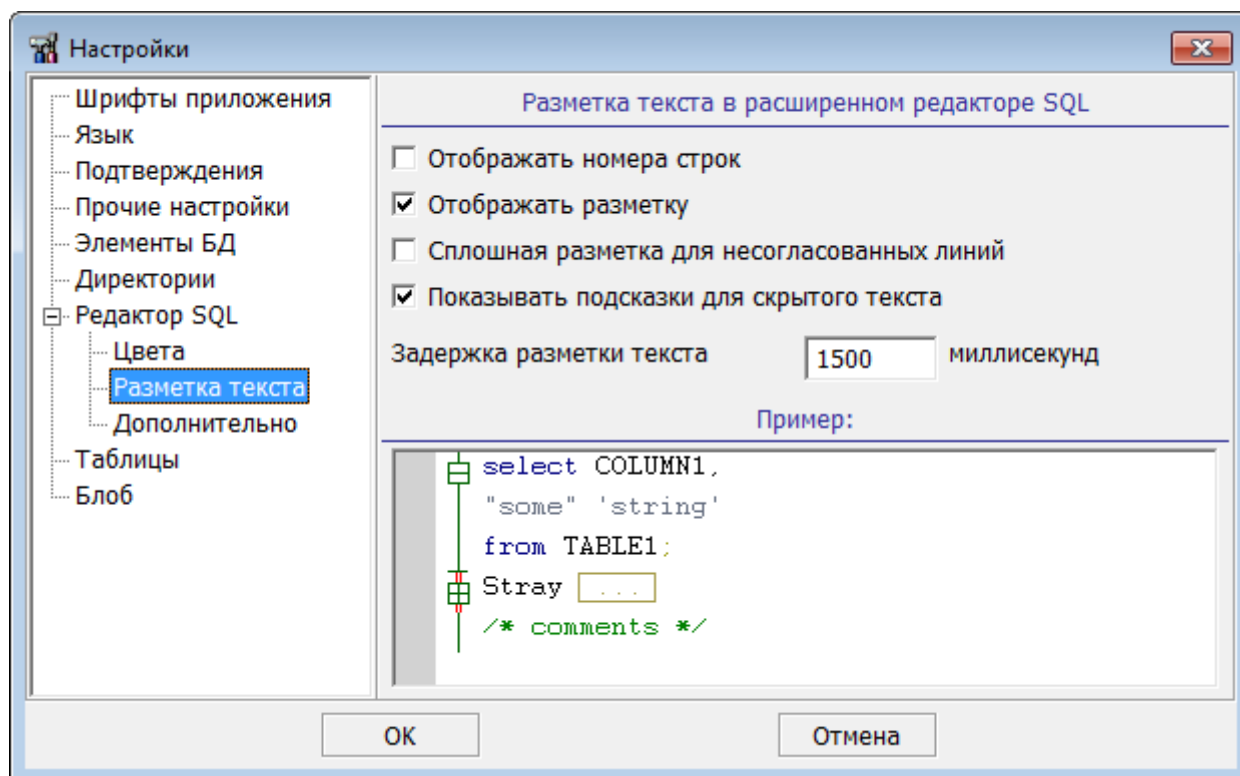 Настройки
Шрифты приложения
Язык
Подтверждения
Прочие настройки
Элементы БД
Директории
Редактор SQL
Цвета
Разметка текста
Дополнительно
Таблицы
Блоб
Разметка текста в расширенном редакторе SQL
Отображать номера строк
Отображать разметку
Сплошная разметка для несогласованных линий
Показывать подсказки для скрытого текста
Задержка разметки текста 1500 миллисекунд
Пример:
select COLUMN1,
"some" 'string'
from TABLE1;
Stray ...
/* comments */
OK Отмена